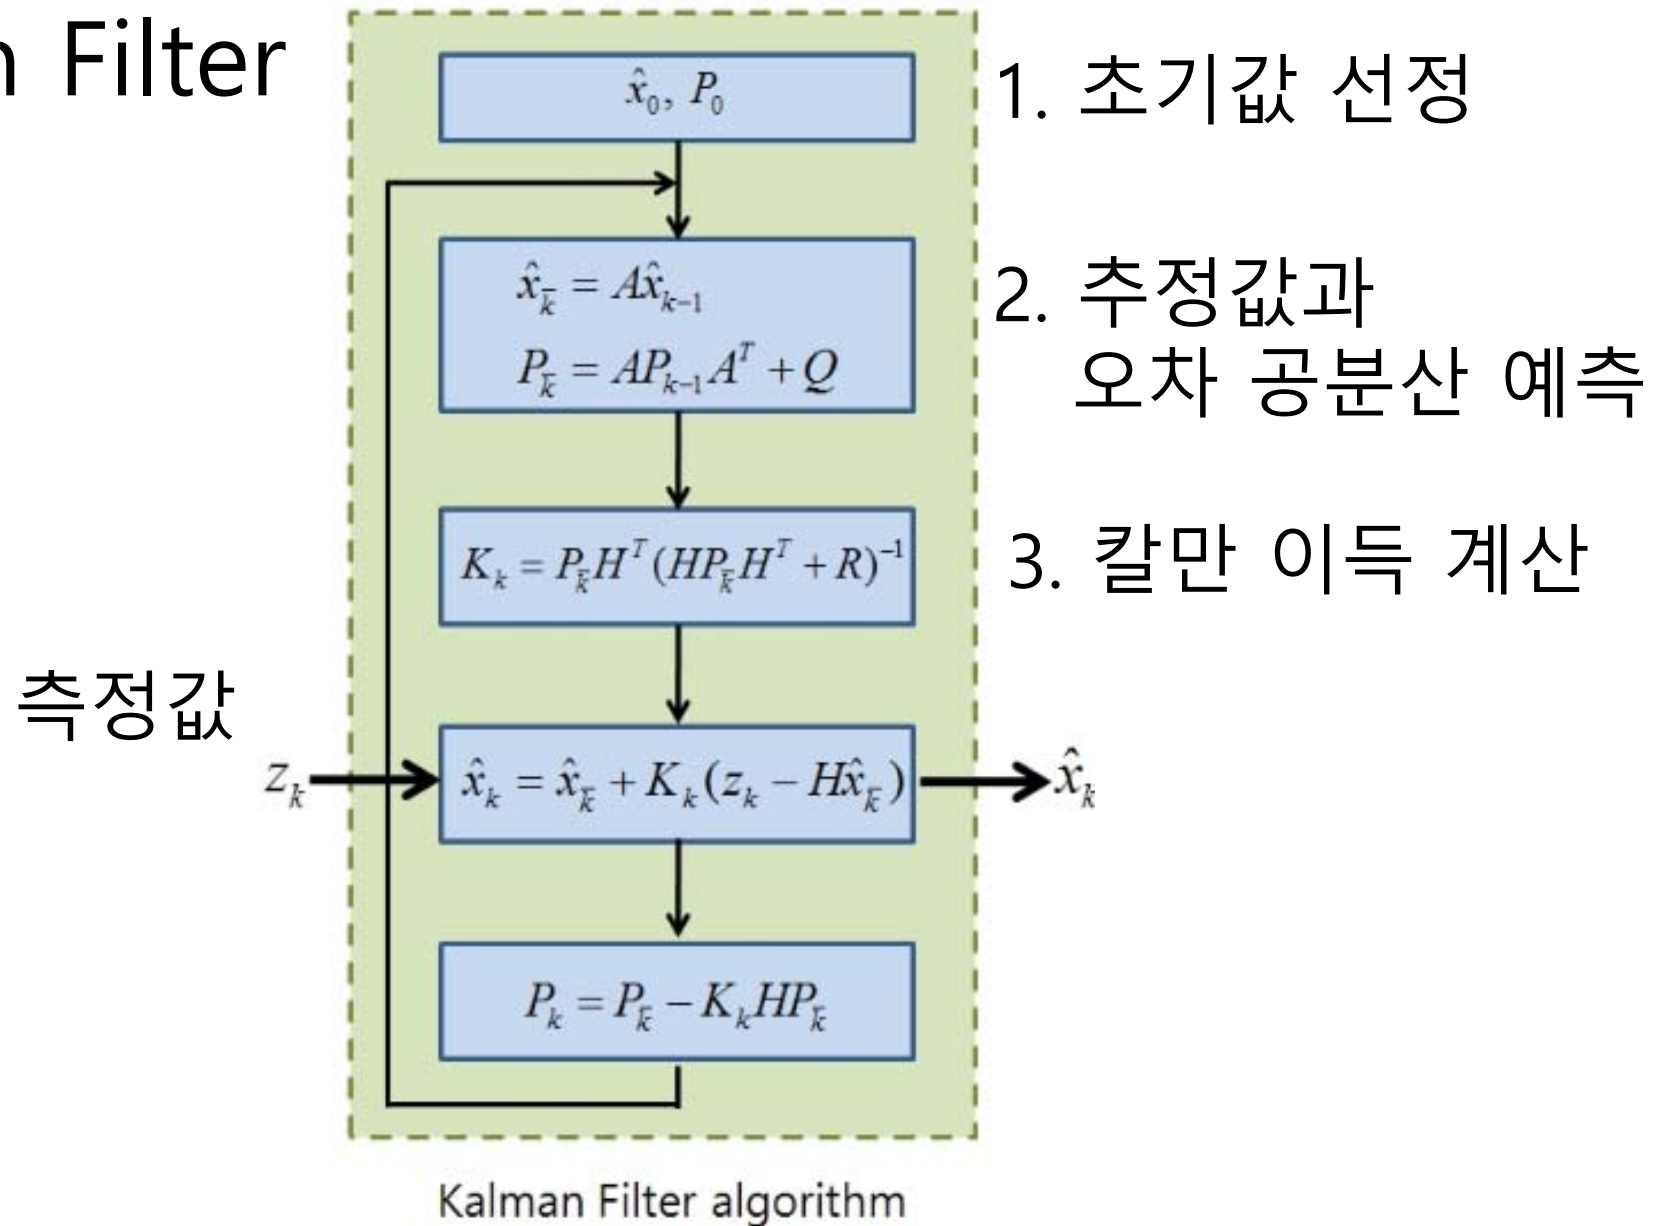 n Filter
x̂₀, P₀
1. 초기값 선정
x̂k̄ = Ax̂k−1
Pk̄ = APk−1Aᵀ + Q
2. 추정값과
오차 공분산 예측
Kk = Pk̄Hᵀ(HPk̄Hᵀ + R)⁻¹
3. 칼만 이득 계산
측정값
zk
x̂k = x̂k̄ + Kk(zk − Hx̂k̄)
x̂k
Pk = Pk̄ − KkHPk̄
Kalman Filter algorithm